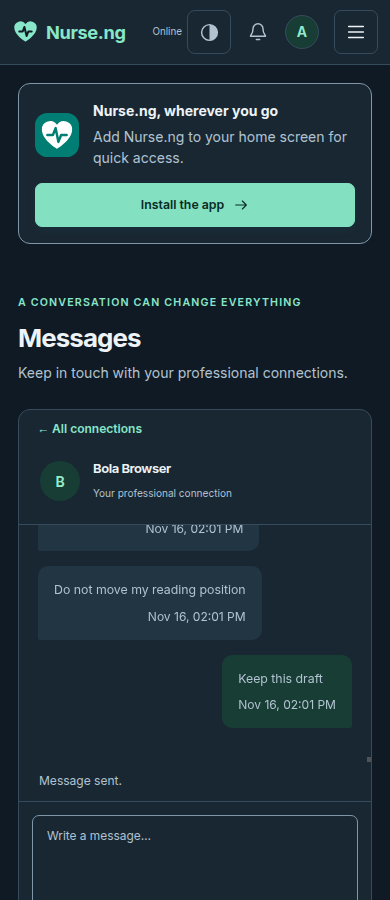 Nurse.ng
Online
A
Nurse.ng, wherever you go
Add Nurse.ng to your home screen for
quick access.
Install the app →
A CONVERSATION CAN CHANGE EVERYTHING
Messages
Keep in touch with your professional connections.
← All connections
B
Bola Browser
Your professional connection
Nov 16, 02:01 PM
Do not move my reading position
Nov 16, 02:01 PM
Keep this draft
Nov 16, 02:01 PM
Message sent.
Write a message...